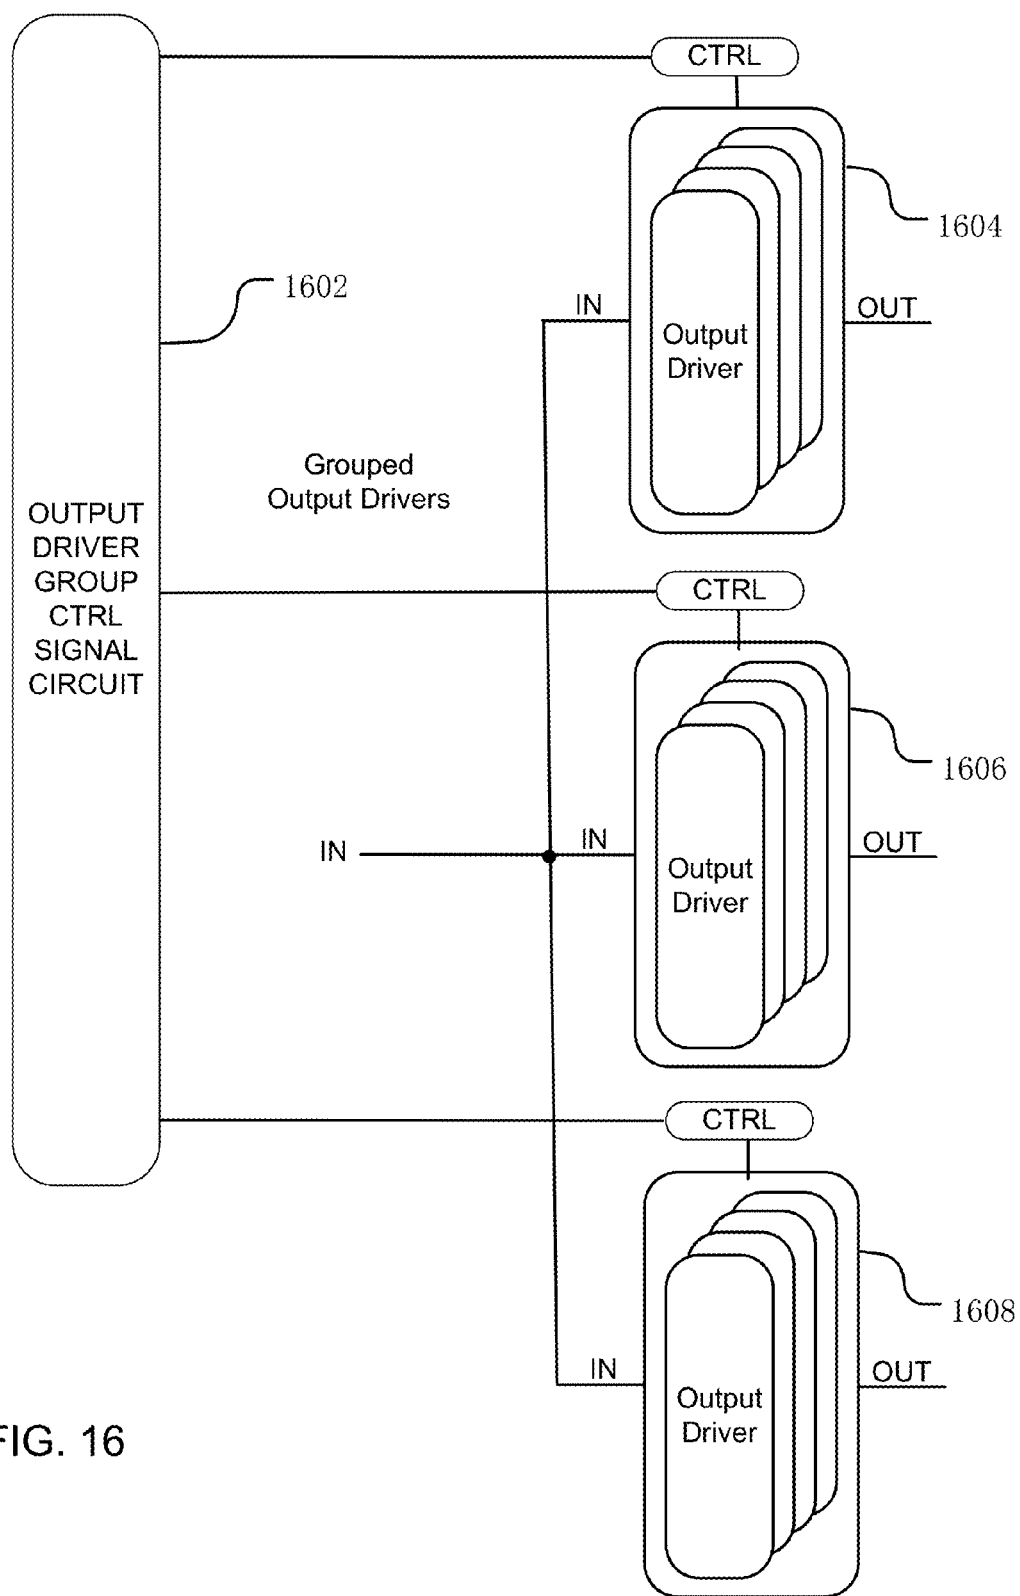 CTRL
1604
1602
IN
OUT
Output
Driver
Grouped
Output Drivers
OUTPUT
DRIVER
GROUP
CTRL
SIGNAL
CIRCUIT
CTRL
1606
IN
IN
OUT
Output
Driver
CTRL
1608
IN
OUT
Output
Driver
FIG. 16